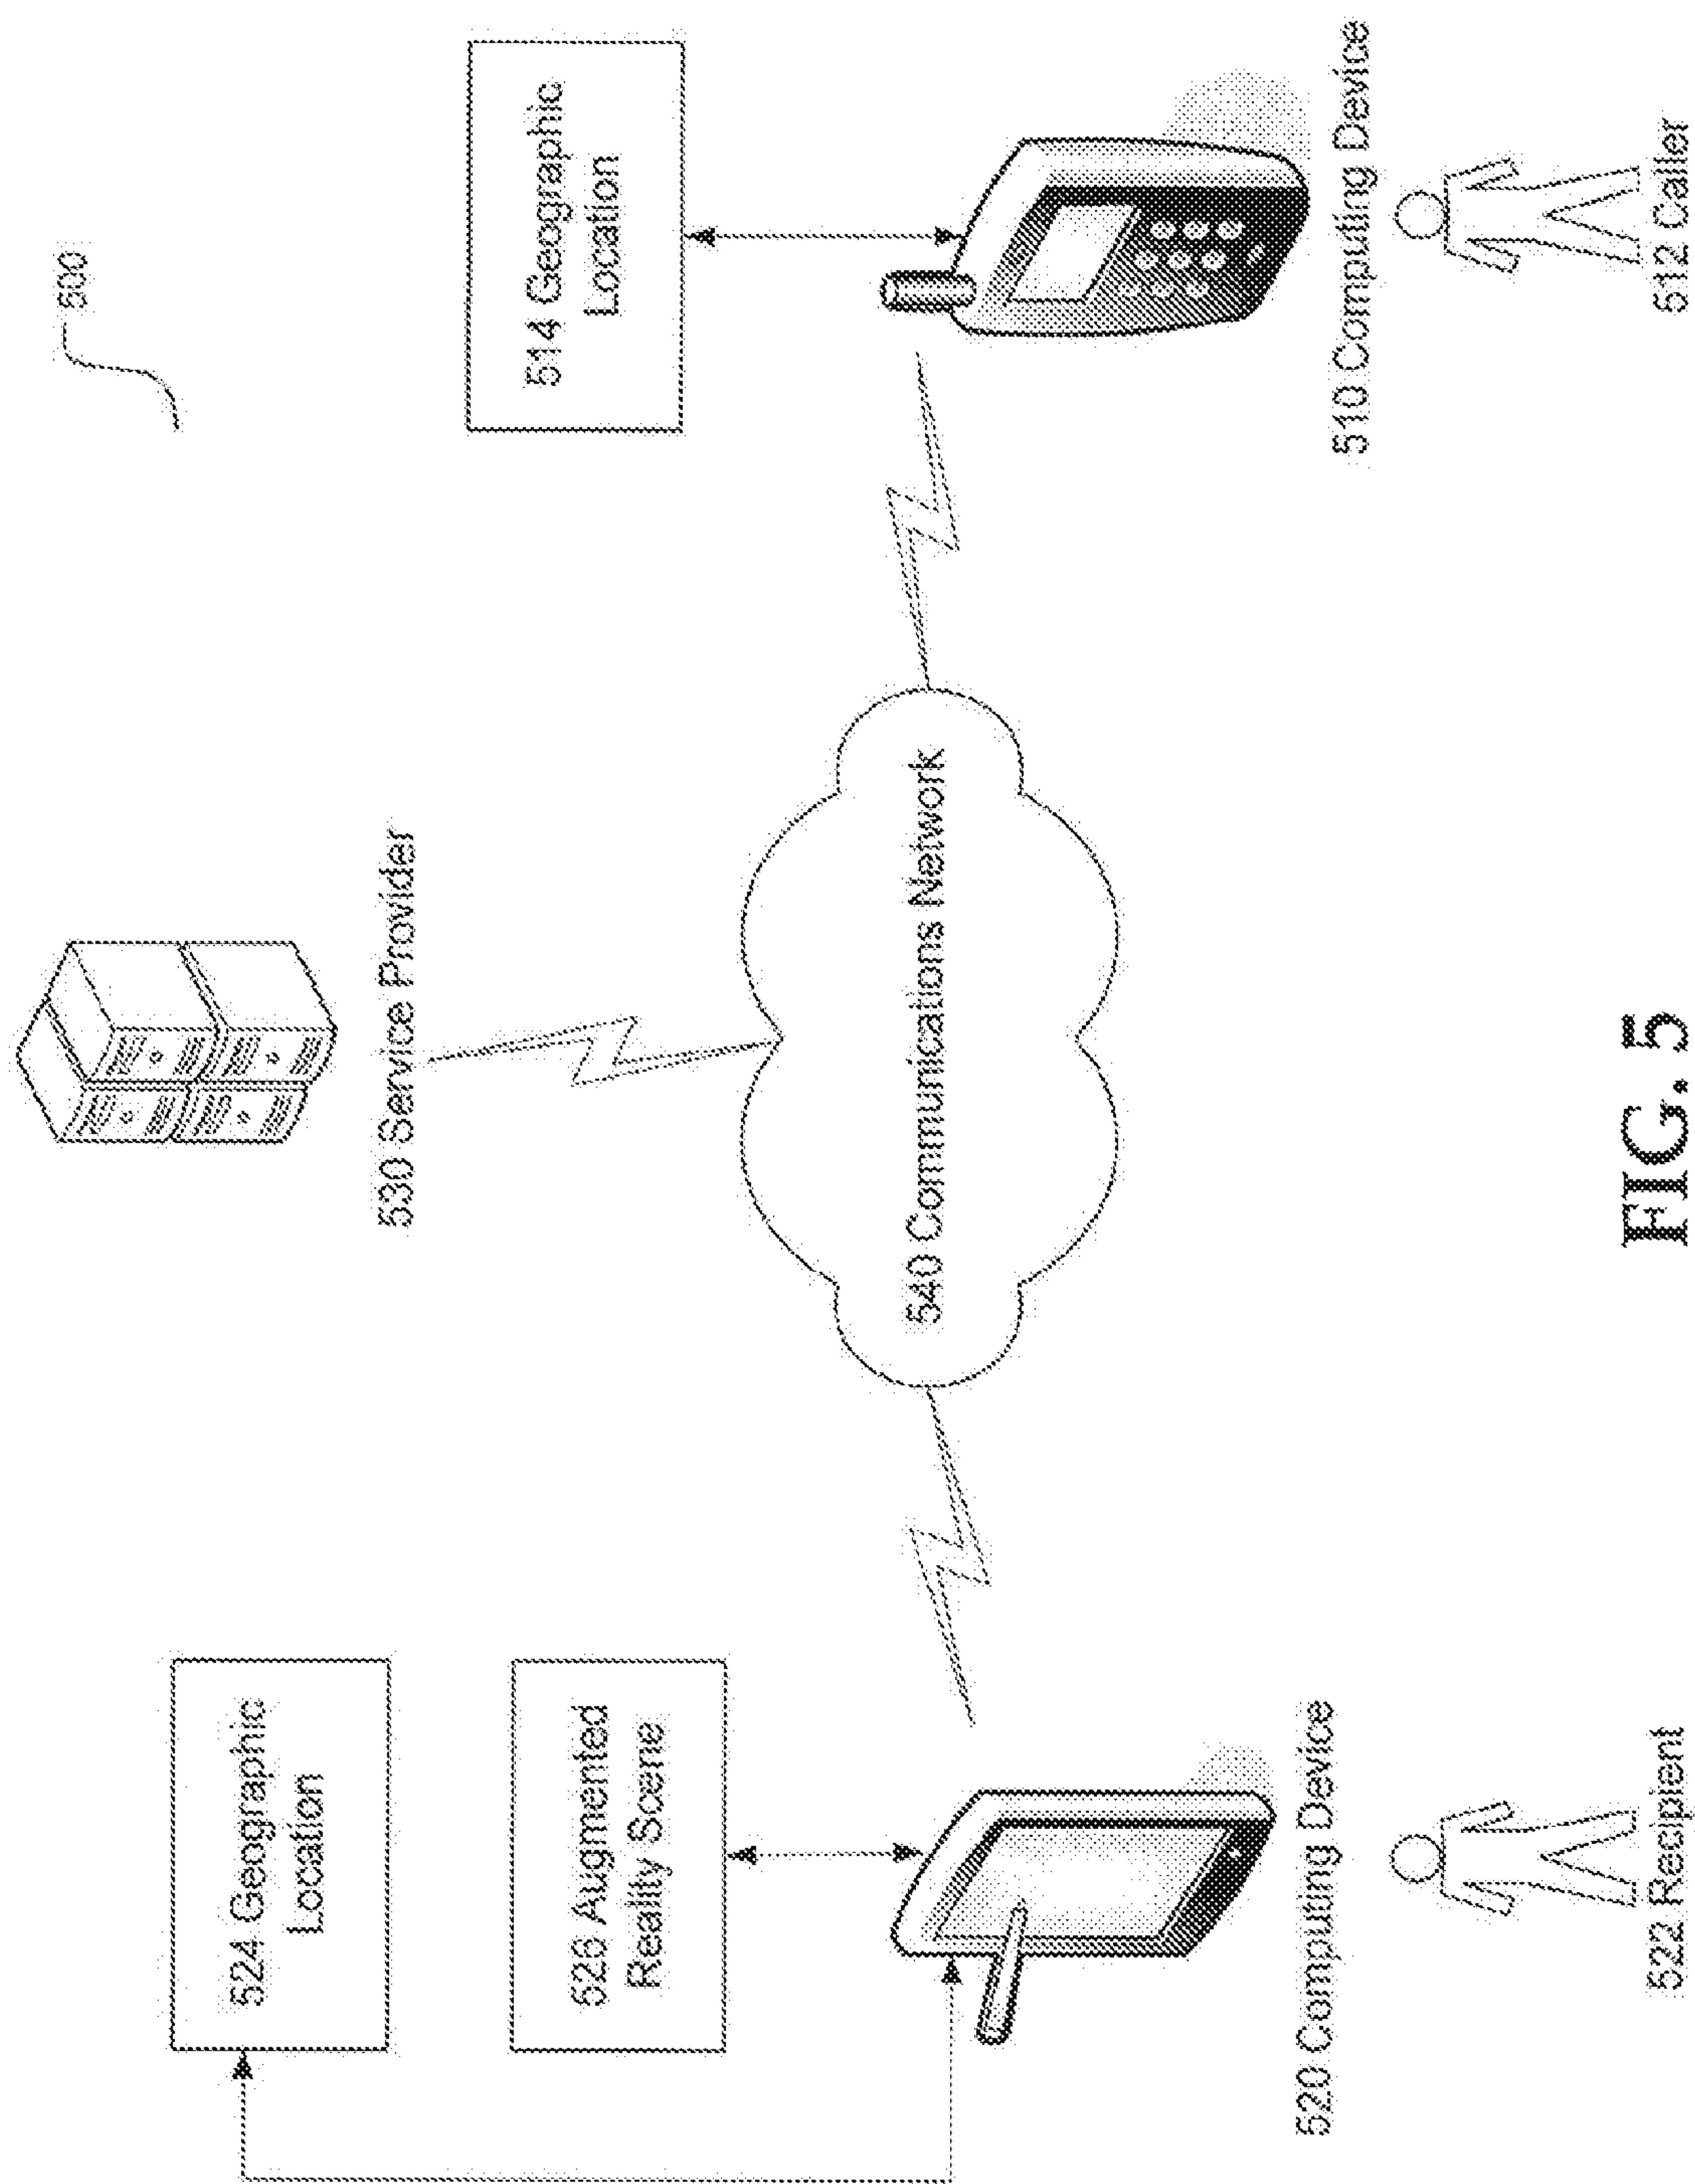 500
530 Service Provider
524 Geographic
Location
526 Augmented
Reality Scene
514 Geographic
Location
540 Communications Network
520 Computing Device
510 Computing Device
522 Recipient
512 Caller
FIG. 5